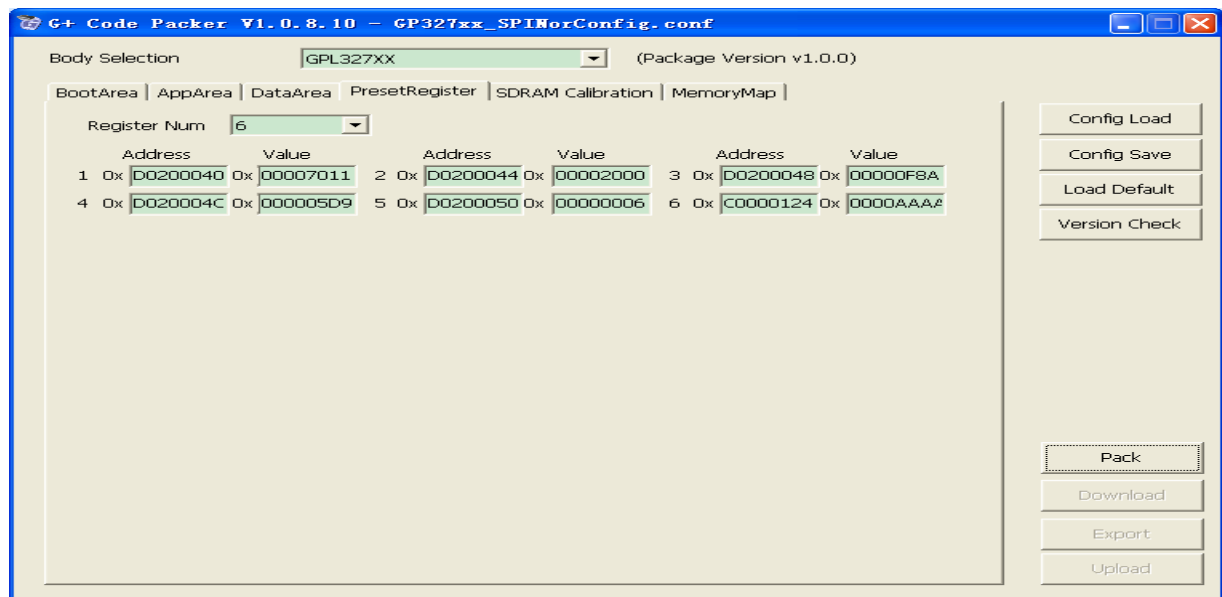 G+ Code Packer V1.0.8.10 - GP327xx_SPINorConfig.conf
Body Selection GPL327XX (Package Version v1.0.0)
BootArea AppArea DataArea PresetRegister SDRAM Calibration MemoryMap
Register Num 6
Address Value Address Value Address Value
1 0x D0200040 0x 00007011 2 0x D0200044 0x 00002000 3 0x D0200048 0x 00000F8A
4 0x D020004C 0x 000005D9 5 0x D0200050 0x 00000006 6 0x C0000124 0x 0000AAAA
Config Load
Config Save
Load Default
Version Check
Pack
Download
Export
Upload